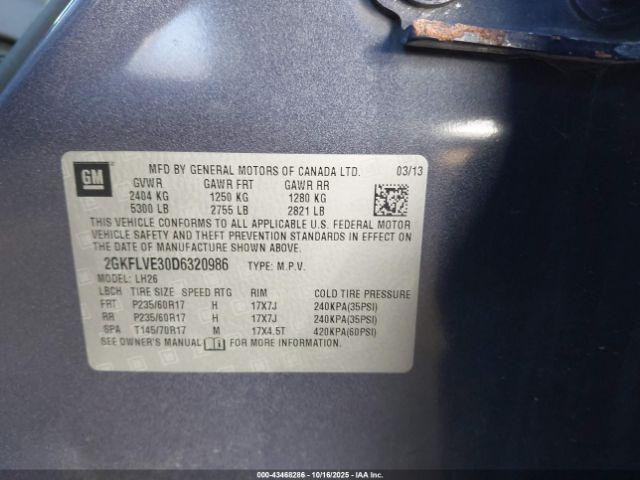 GM
MFD BY GENERAL MOTORS OF CANADA LTD. 03/13
GVWR GAWR FRT GAWR RR
2404 KG 1250 KG 1280 KG
5300 LB 2755 LB 2821 LB
THIS VEHICLE CONFORMS TO ALL APPLICABLE U.S. FEDERAL MOTOR
VEHICLE SAFETY AND THEFT PREVENTION STANDARDS IN EFFECT ON
THE DATE OF MANUFACTURE SHOWN ABOVE.
2GKFLVE30D6320986 TYPE: M.P.V.
MODEL: LH26
LBCH TIRE SIZE SPEED RTG RIM COLD TIRE PRESSURE
FRT P235/60R17 H 17X7J 240KPA(35PSI)
RR P235/60R17 H 17X7J 240KPA(35PSI)
SPA T145/70R17 M 17X4.5T 420KPA(60PSI)
SEE OWNER'S MANUAL FOR MORE INFORMATION.
000-43468286 - 10/16/2025 - IAA Inc.